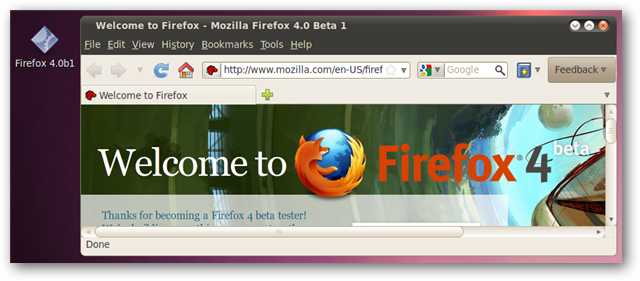 Welcome to Firefox - Mozilla Firefox 4.0 Beta 1
File Edit View History Bookmarks Tools Help
Firefox 4.0b1
http://www.mozilla.com/en-US/firef
Google
Feedback
Welcome to Firefox
Welcome to Firefox 4 beta
Thanks for becoming a Firefox 4 beta tester!
Done